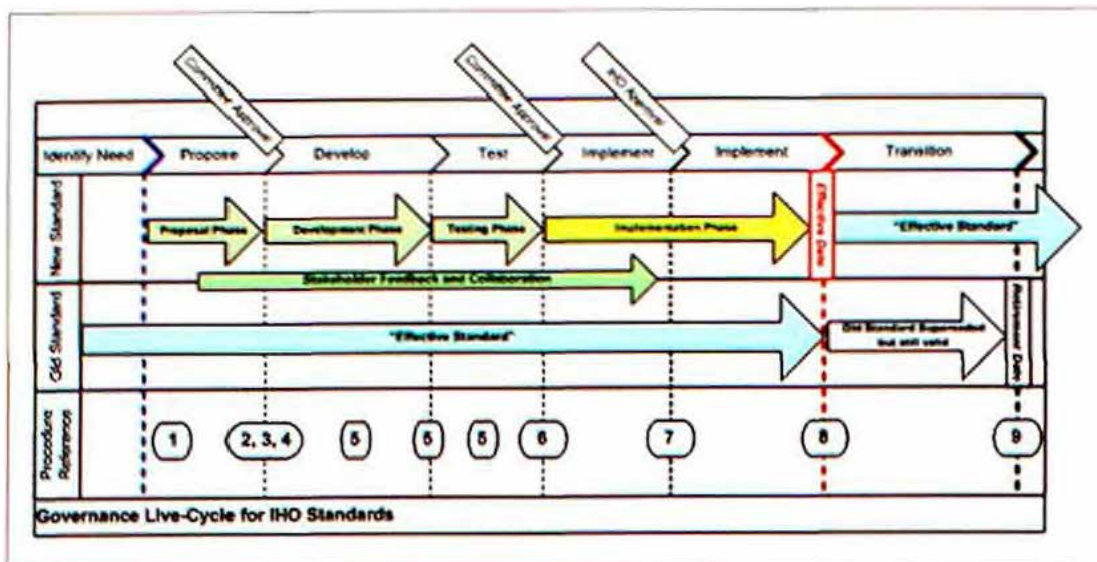 Committee Approval
Committee Approval
IHO Approval
Identify Need
Propose
Develop
Test
Implement
Implement
Transition
New Standard
Proposal Phase
Development Phase
Testing Phase
Implementation Phase
Effective Date
"Effective Standard"
Stakeholder Feedback and Collaboration
Old Standard
"Effective Standard"
Old Standard Superseded
but still valid
Retirement Date
Procedure
Reference
1
2, 3, 4
5
5
5
6
7
8
9
Governance Live-Cycle for IHO Standards